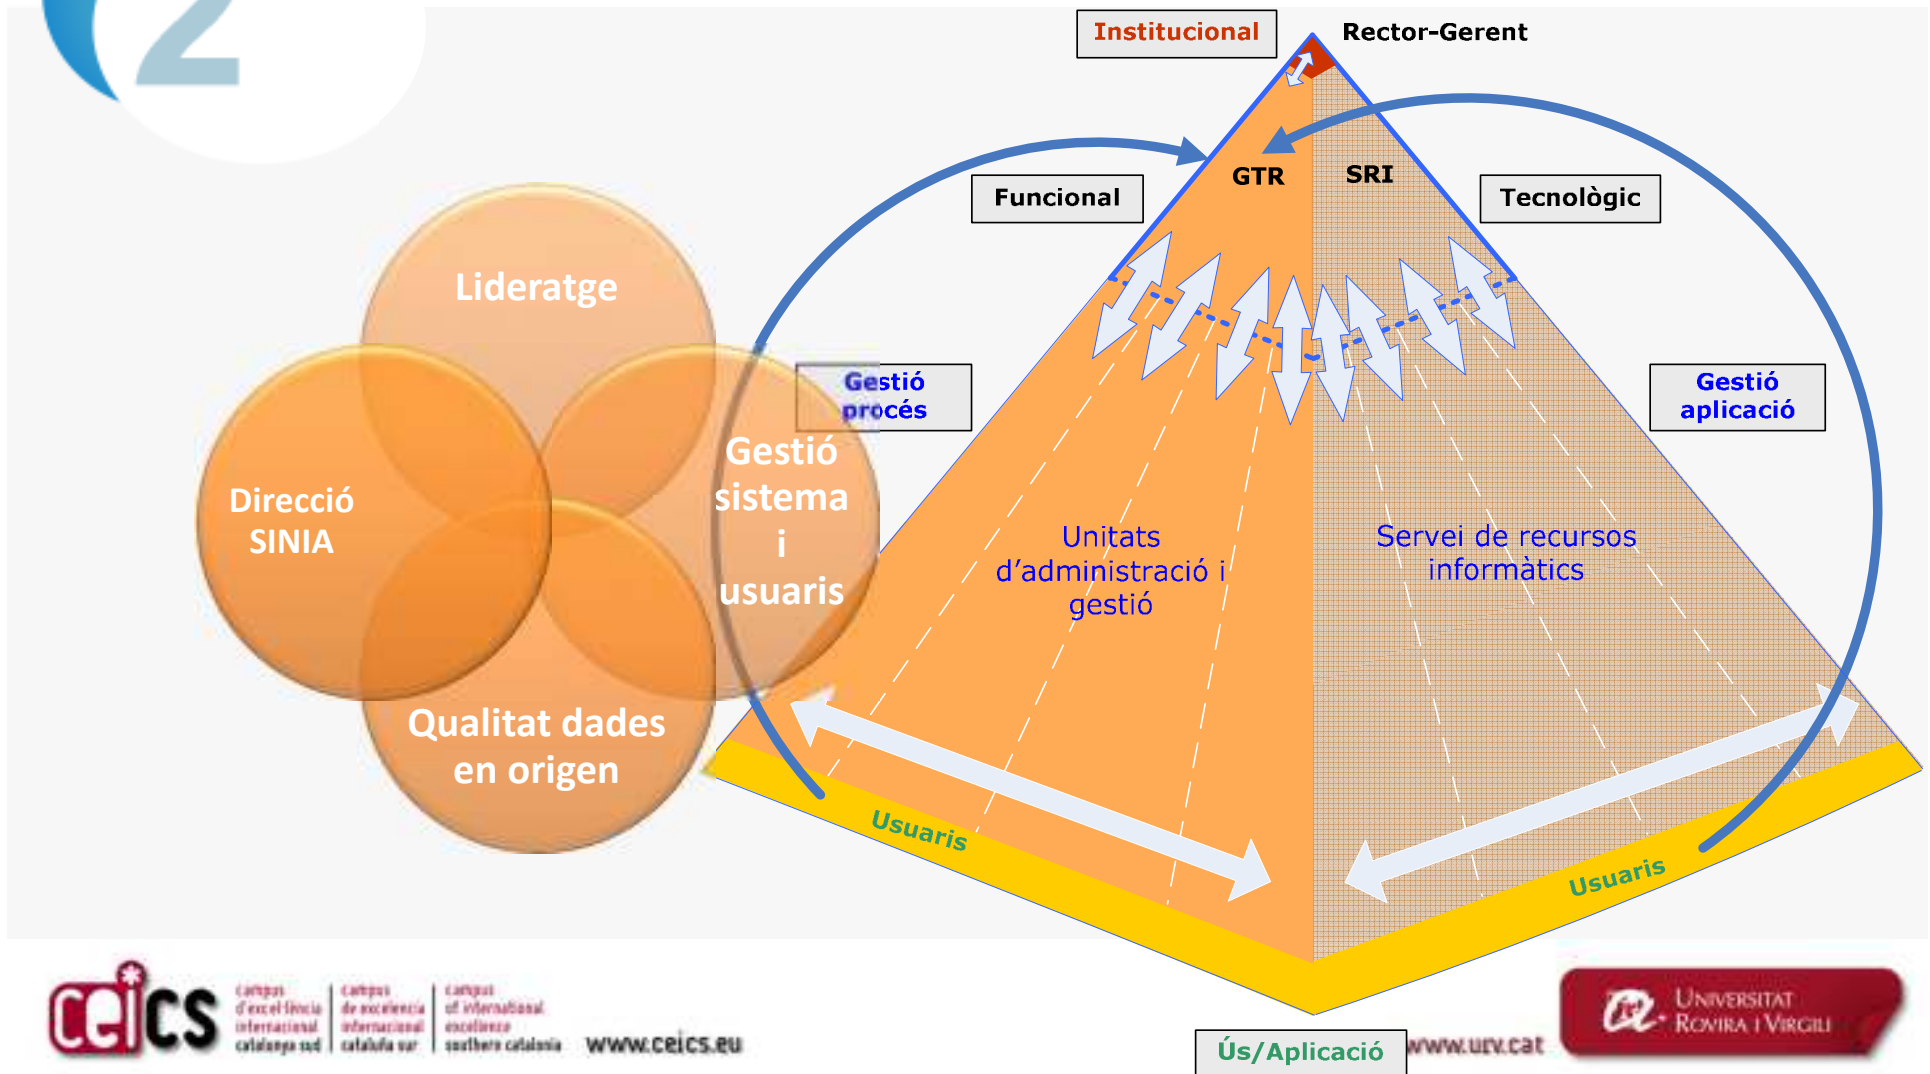 2
Institucional
Rector-Gerent
GTR
SRI
Funcional
Tecnològic
Lideratge
Gestió
procés
Gestió
aplicació
Gestió
sistema
i
usuaris
Direcció
SINIA
Unitats
d'administració i
gestió
Servei de recursos
informàtics
Qualitat dades
en origen
Usuaris
Usuaris
ceics
campus
d'excel·lència
internacional
catalunya sud
campus
de excelencia
internacional
cataluña sur
campus
of international
excellence
southern catalonia
www.ceics.eu
Ús/Aplicació
www.urv.cat
UNIVERSITAT
ROVIRA I VIRGILI